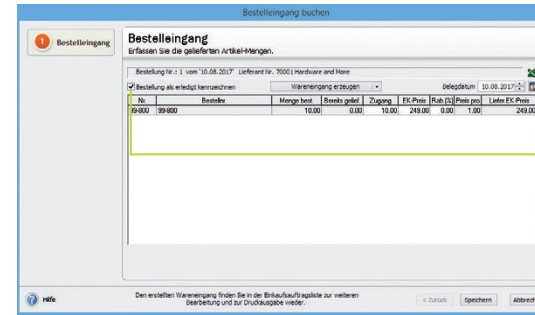 Bestelleingang buchen
1 Bestelleingang
Bestelleingang
Erfassen Sie die gelieferten Artikel-Mengen.
Bestellung Nr.: 1 vom "10.08.2017" Lieferant Nr. 70001 Hardware and More
Bestellung als erledigt kennzeichnen Wareneingang erzeugen Belegdatum 10.08.2017
Nr. Bestellnr. Menge best. Bereits gelief. Zugang EK-Preis Rab.(%) Preis pro Liefer.EK-Preis
99-800 99-800 10.00 0.00 10.00 249.00 0.00 1.00 249.00
Hilfe
Den erstellten Wareneingang finden Sie in der Einkaufsauftragsliste zur weiteren
Bearbeitung und zur Druckausgabe wieder.
< Zurück Speichern Abbrech